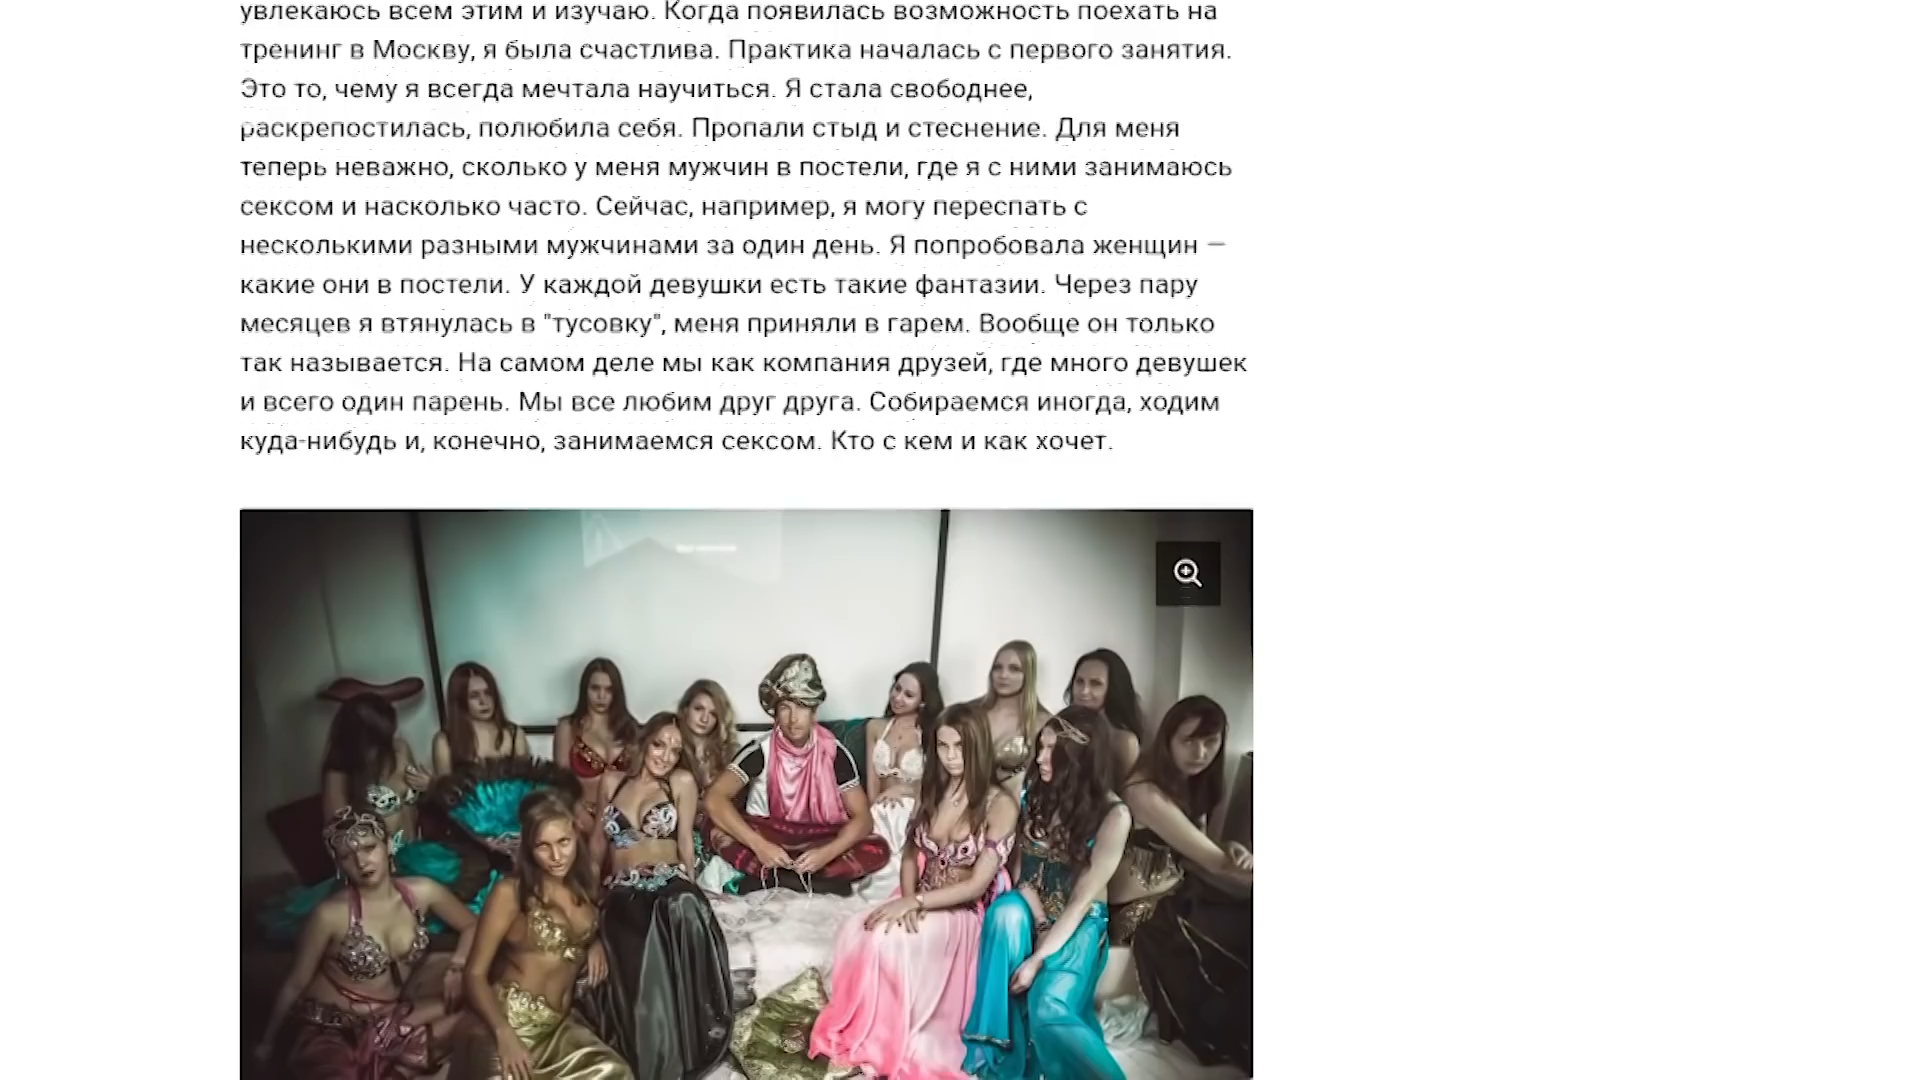 увлекаюсь всем этим и изучаю. Когда появилась возможность поехать на
тренинг в Москву, я была счастлива. Практика началась с первого занятия.
Это то, чему я всегда мечтала научиться. Я стала свободнее,
раскрепостилась, полюбила себя. Пропали стыд и стеснение. Для меня
теперь неважно, сколько у меня мужчин в постели, где я с ними занимаюсь
сексом и насколько часто. Сейчас, например, я могу переспать с
несколькими разными мужчинами за один день. Я попробовала женщин —
какие они в постели. У каждой девушки есть такие фантазии. Через пару
месяцев я втянулась в "тусовку", меня приняли в гарем. Вообще он только
так называется. На самом деле мы как компания друзей, где много девушек
и всего один парень. Мы все любим друг друга. Собираемся иногда, ходим
куда-нибудь и, конечно, занимаемся сексом. Кто с кем и как хочет.